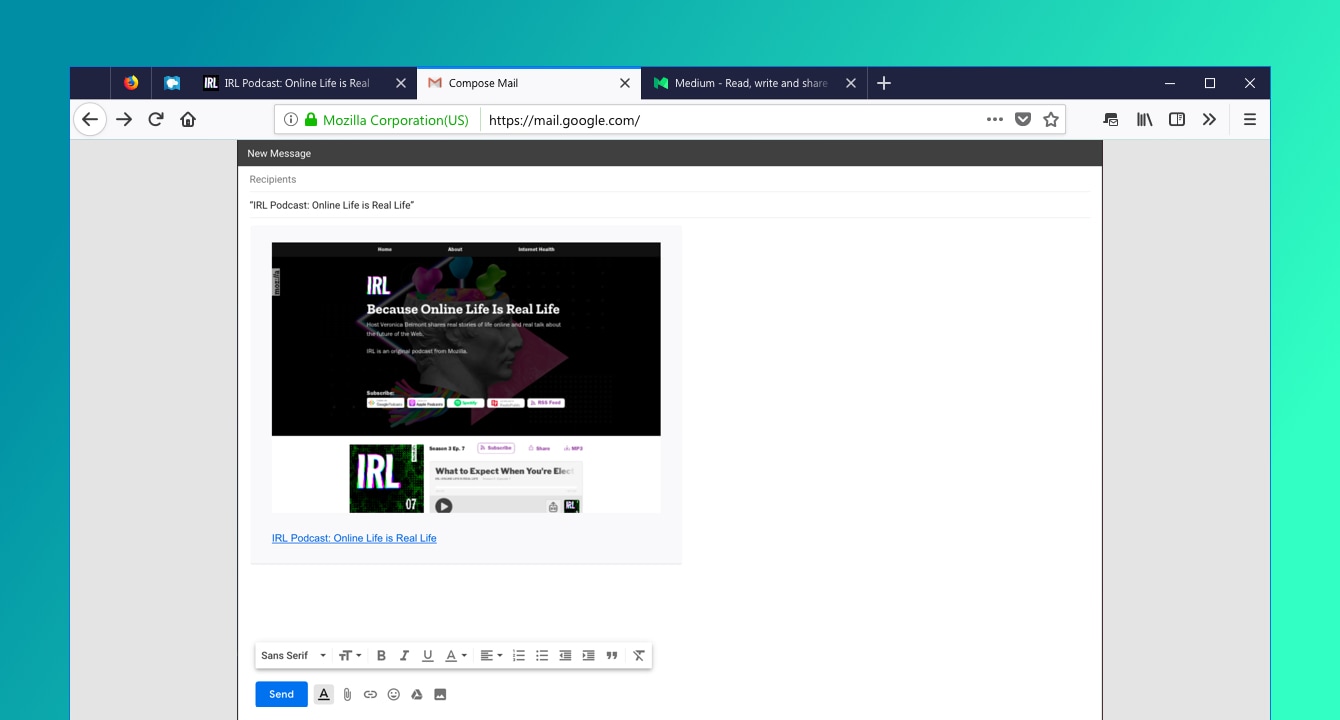 IRL IRL Podcast: Online Life is Real
Compose Mail
Medium - Read, write and share
Mozilla Corporation(US) https://mail.google.com/
New Message
Recipients
“IRL Podcast: Online Life is Real Life”
Home About Internet Health
mozilla
IRL
Because Online Life Is Real Life
Host Veronica Belmont shares real stories of life online and real talk about
the future of the Web.
IRL is an original podcast from Mozilla.
Subscribe:
Google Podcasts Apple Podcasts Spotify RSS Feed
Season 3 Ep. 7 Subscribe Share MP3
IRL
07
What to Expect When You're Elect
IRL
IRL Podcast: Online Life is Real Life
Sans Serif
Send